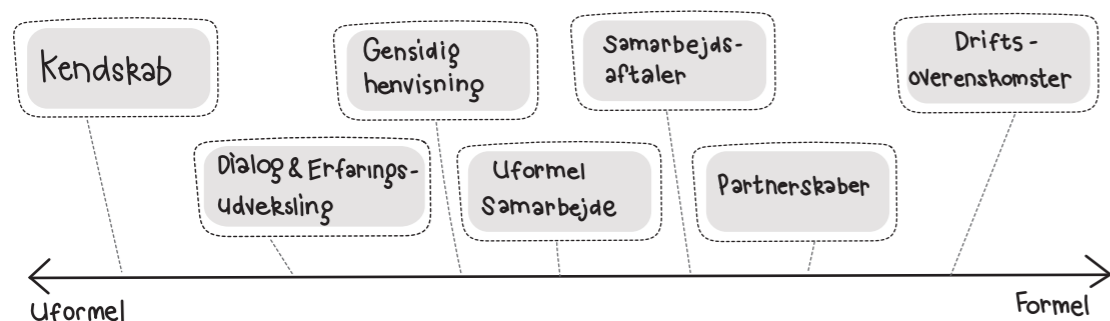 Kendskab
Dialog & Erfarings-
udveksling
Gensidig
henvisning
Uformel
Samarbejde
Samarbejds-
aftaler
Partnerskaber
Drifts-
overenskomster
Uformel
Formel